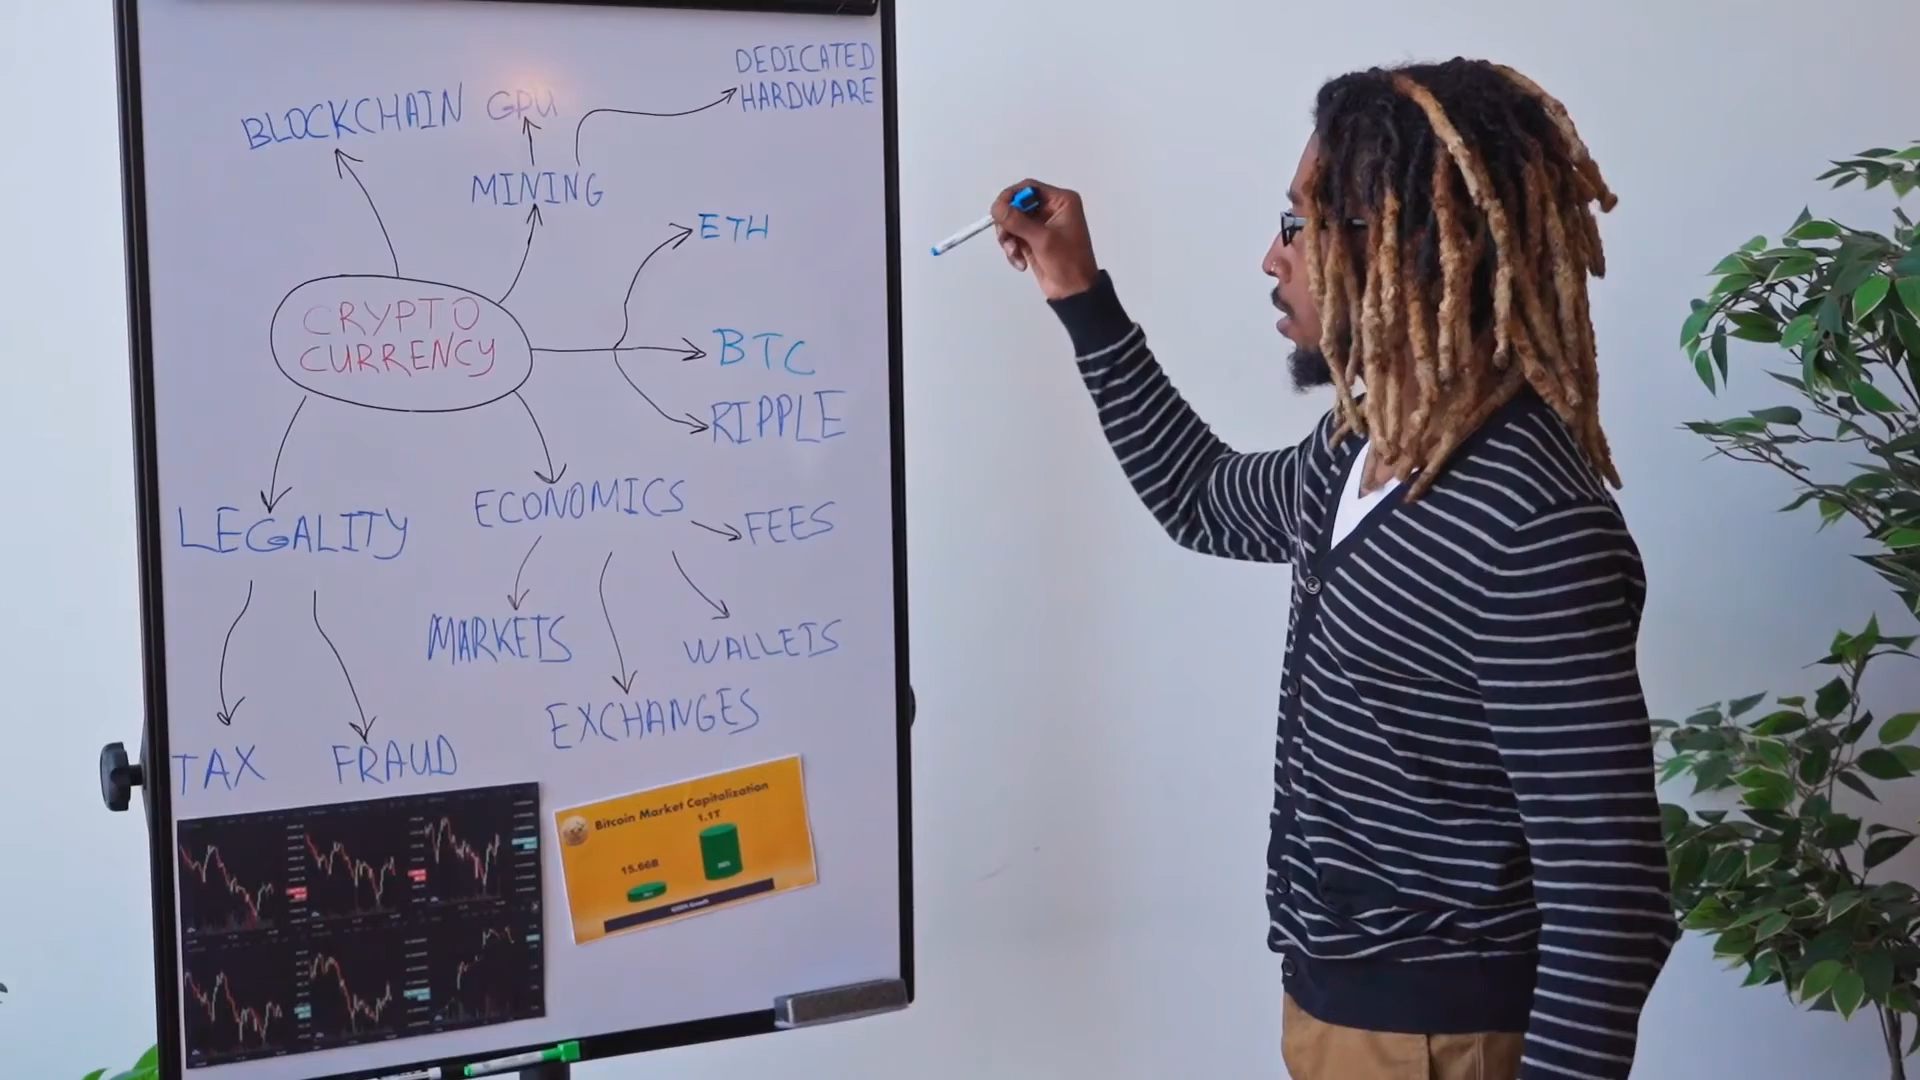 DEDICATED
HARDWARE
BLOCKCHAIN
GPU
MINING
ETH
CRYPTO
CURRENCY
BTC
RIPPLE
LEGALITY
ECONOMICS
FEES
MARKETS
WALLETS
EXCHANGES
TAX
FRAUD
Bitcoin Market Capitalization
1.1T
15.66B